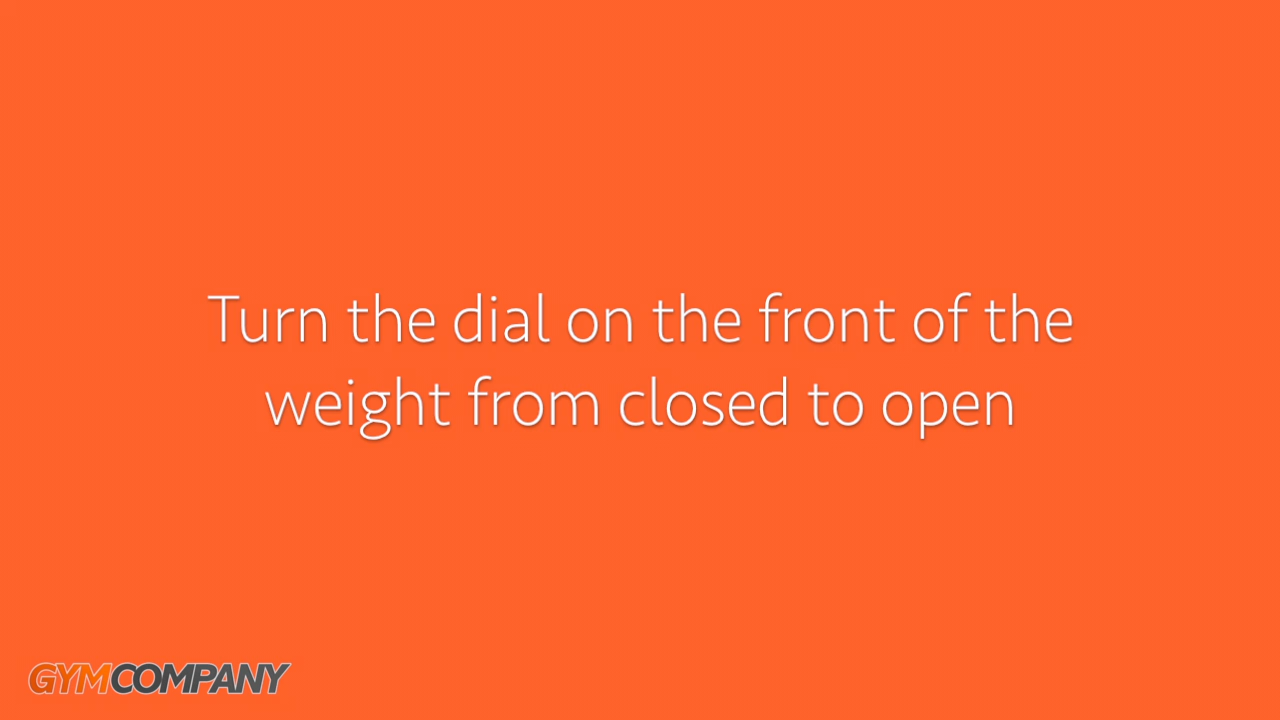 Turn the dial on the front of the
weight from closed to open
GYMCOMPANY